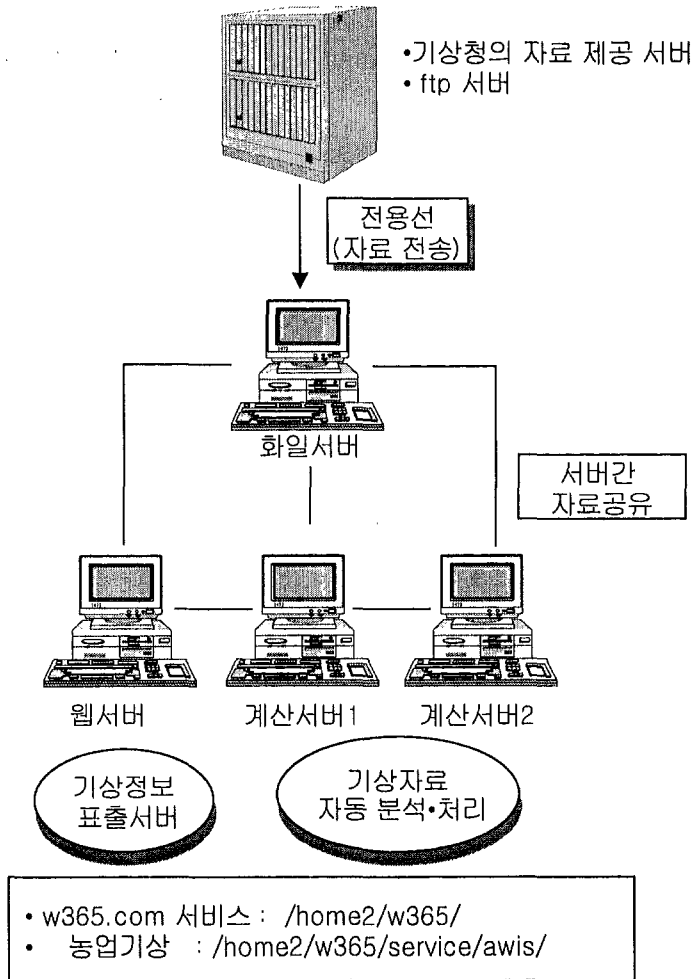 •기상청의 자료 제공 서버
• ftp 서버
전용선
(자료 전송)
화일서버
서버간
자료공유
웹서버
계산서버1
계산서버2
기상정보
표출서버
기상자료
자동 분석•처리
• w365.com 서비스 : /home2/w365/
• 농업기상 : /home2/w365/service/awis/